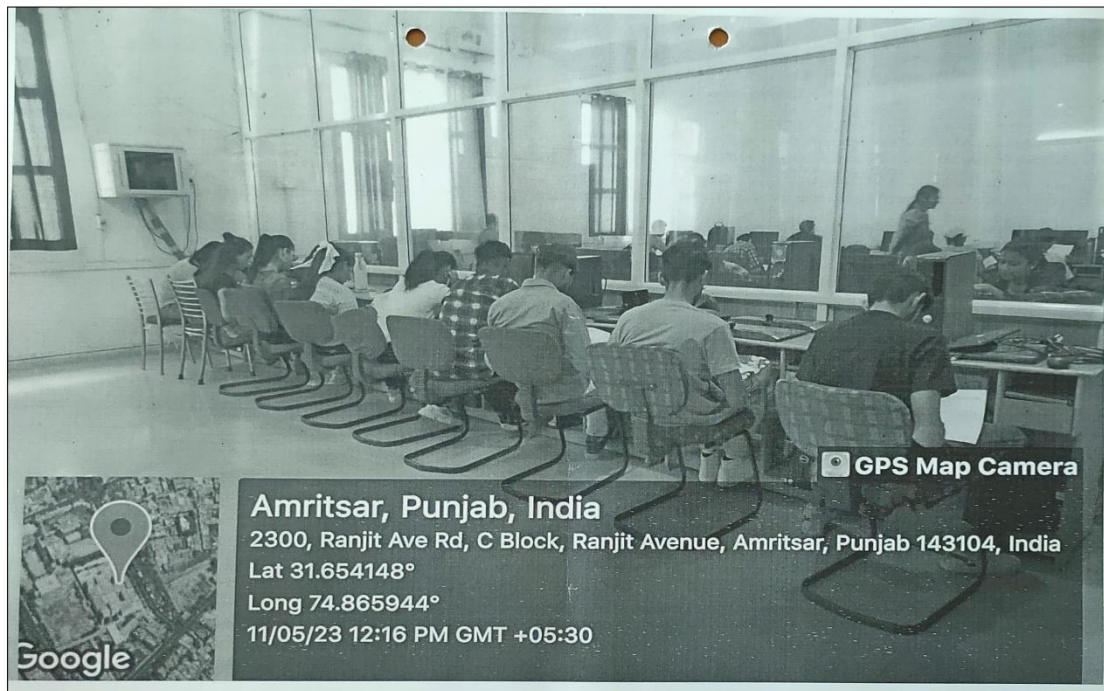 GPS Map Camera
Amritsar, Punjab, India
2300, Ranjit Ave Rd, C Block, Ranjit Avenue, Amritsar, Punjab 143104, India
Lat 31.654148°
Long 74.865944°
11/05/23 12:16 PM GMT +05:30
Google